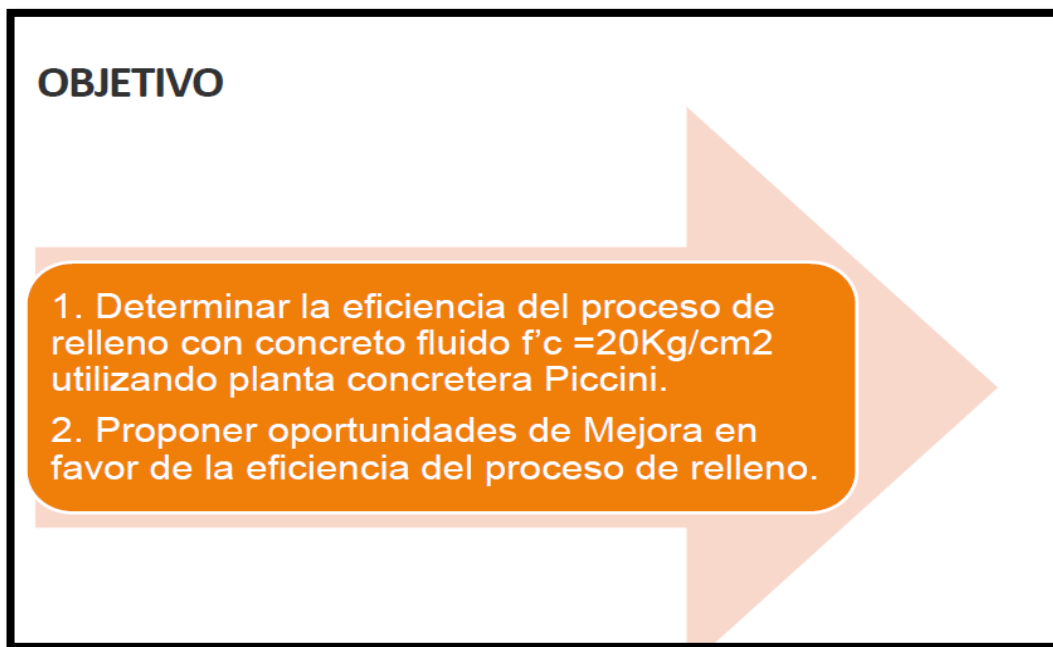 OBJETIVO
1. Determinar la eficiencia del proceso de
relleno con concreto fluido f’c =20Kg/cm2
utilizando planta concretera Piccini.
2. Proponer oportunidades de Mejora en
favor de la eficiencia del proceso de relleno.